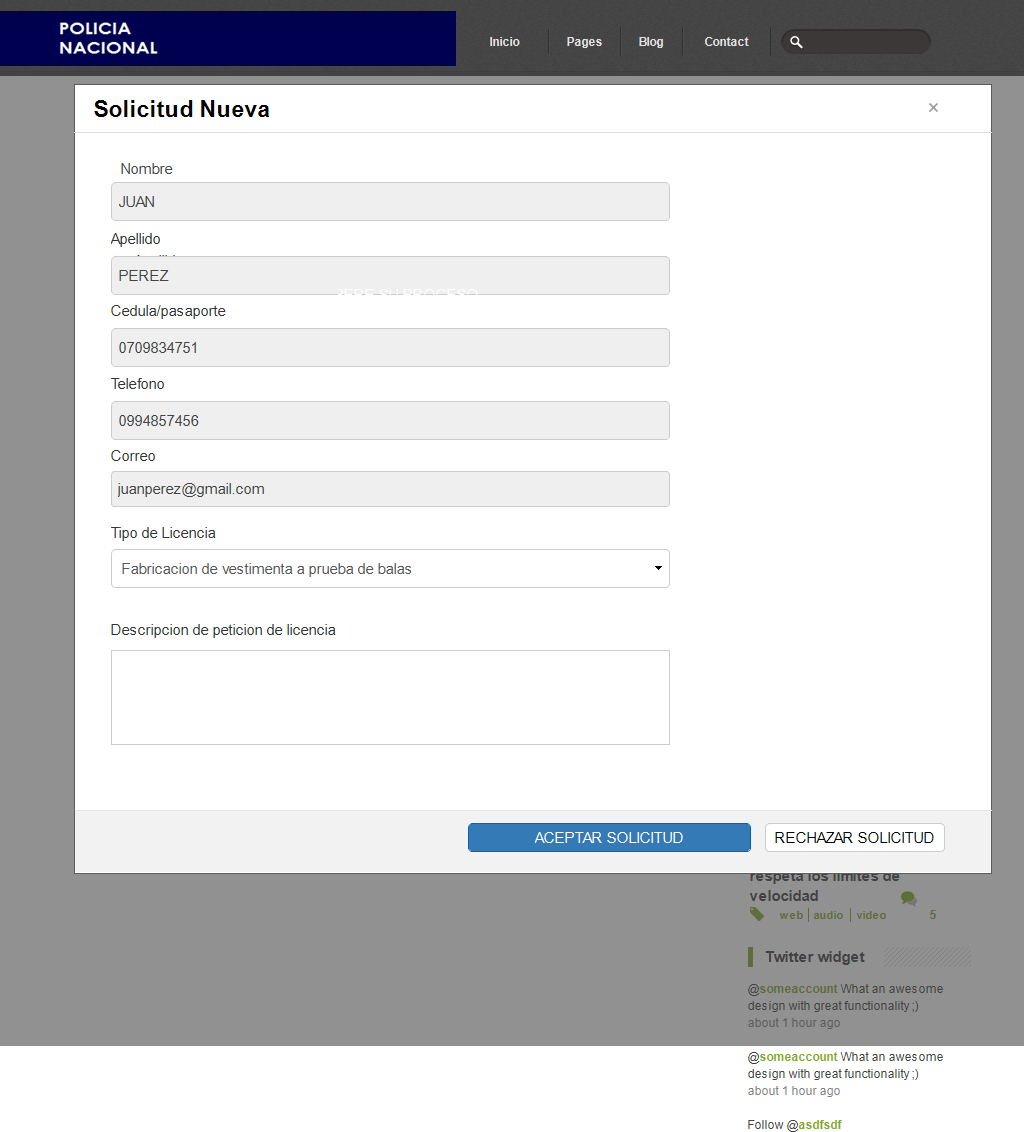 POLICIA
NACIONAL
Inicio
Pages
Blog
Contact
Solicitud Nueva
×
Nombre
JUAN
Apellido
PEREZ
SU PROCESO
Cedula/pasaporte
0709834751
Telefono
0994857456
Correo
juanperez@gmail.com
Tipo de Licencia
Fabricacion de vestimenta a prueba de balas
Descripcion de peticion de licencia
ACEPTAR SOLICITUD
RECHAZAR SOLICITUD
respeta los limites de
velocidad
web | audio | video
5
Twitter widget
@someaccount What an awesome
design with great functionality ;)
about 1 hour ago
@someaccount What an awesome
design with great functionality ;)
about 1 hour ago
Follow @asdfsdf